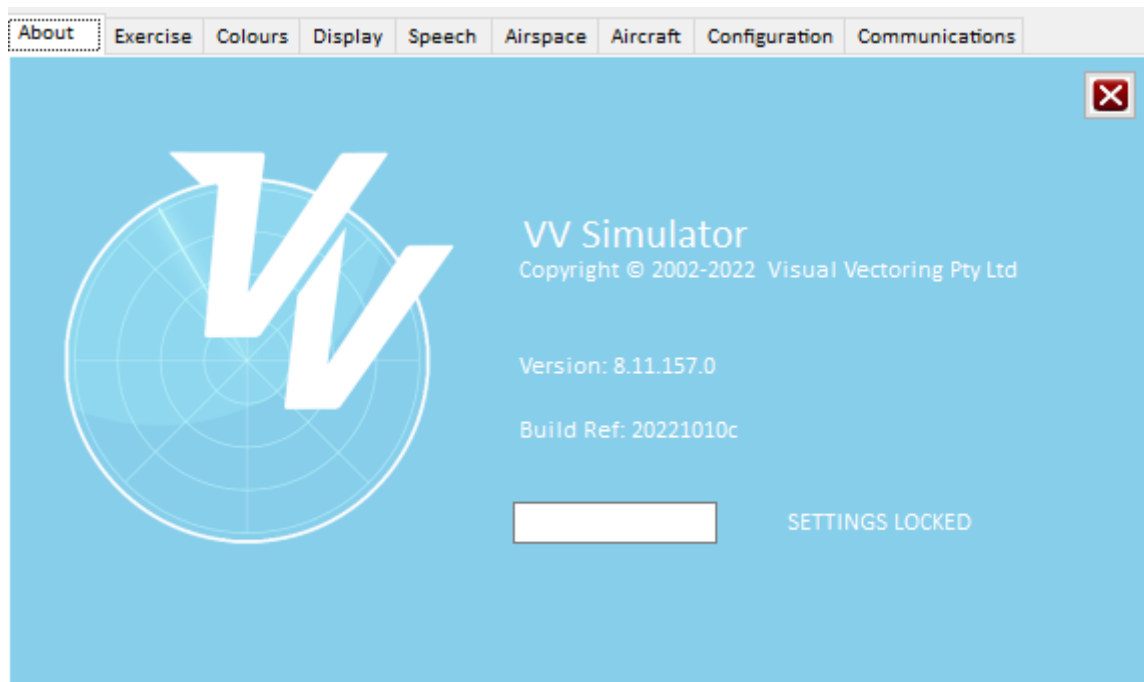 About Exercise Colours Display Speech Airspace Aircraft Configuration Communications
VV
VV Simulator
Copyright © 2002-2022 Visual Vectoring Pty Ltd
Version: 8.11.157.0
Build Ref: 20221010c
SETTINGS LOCKED